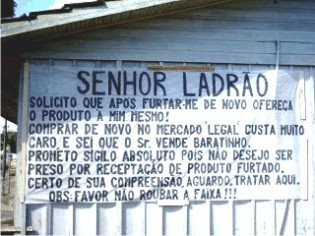 SENHOR LADRÃO
SOLICITO QUE APÓS FURTAR-ME DE NOVO OFEREÇA
O PRODUTO A MIM MESMO!
COMPRAR DE NOVO NO MERCADO LEGAL CUSTA MUITO
CARO E SEI QUE O Sr. VENDE BARATINHO.
PROMETO SIGILO ABSOLUTO POIS NÃO DESEJO SER
PRESO POR RECEPTAÇÃO DE PRODUTO FURTADO.
CERTO DE SUA COMPREENSÃO, AGUARDO. TRATAR AQUI.
OBS: FAVOR NÃO ROUBAR A FAIXA!!!